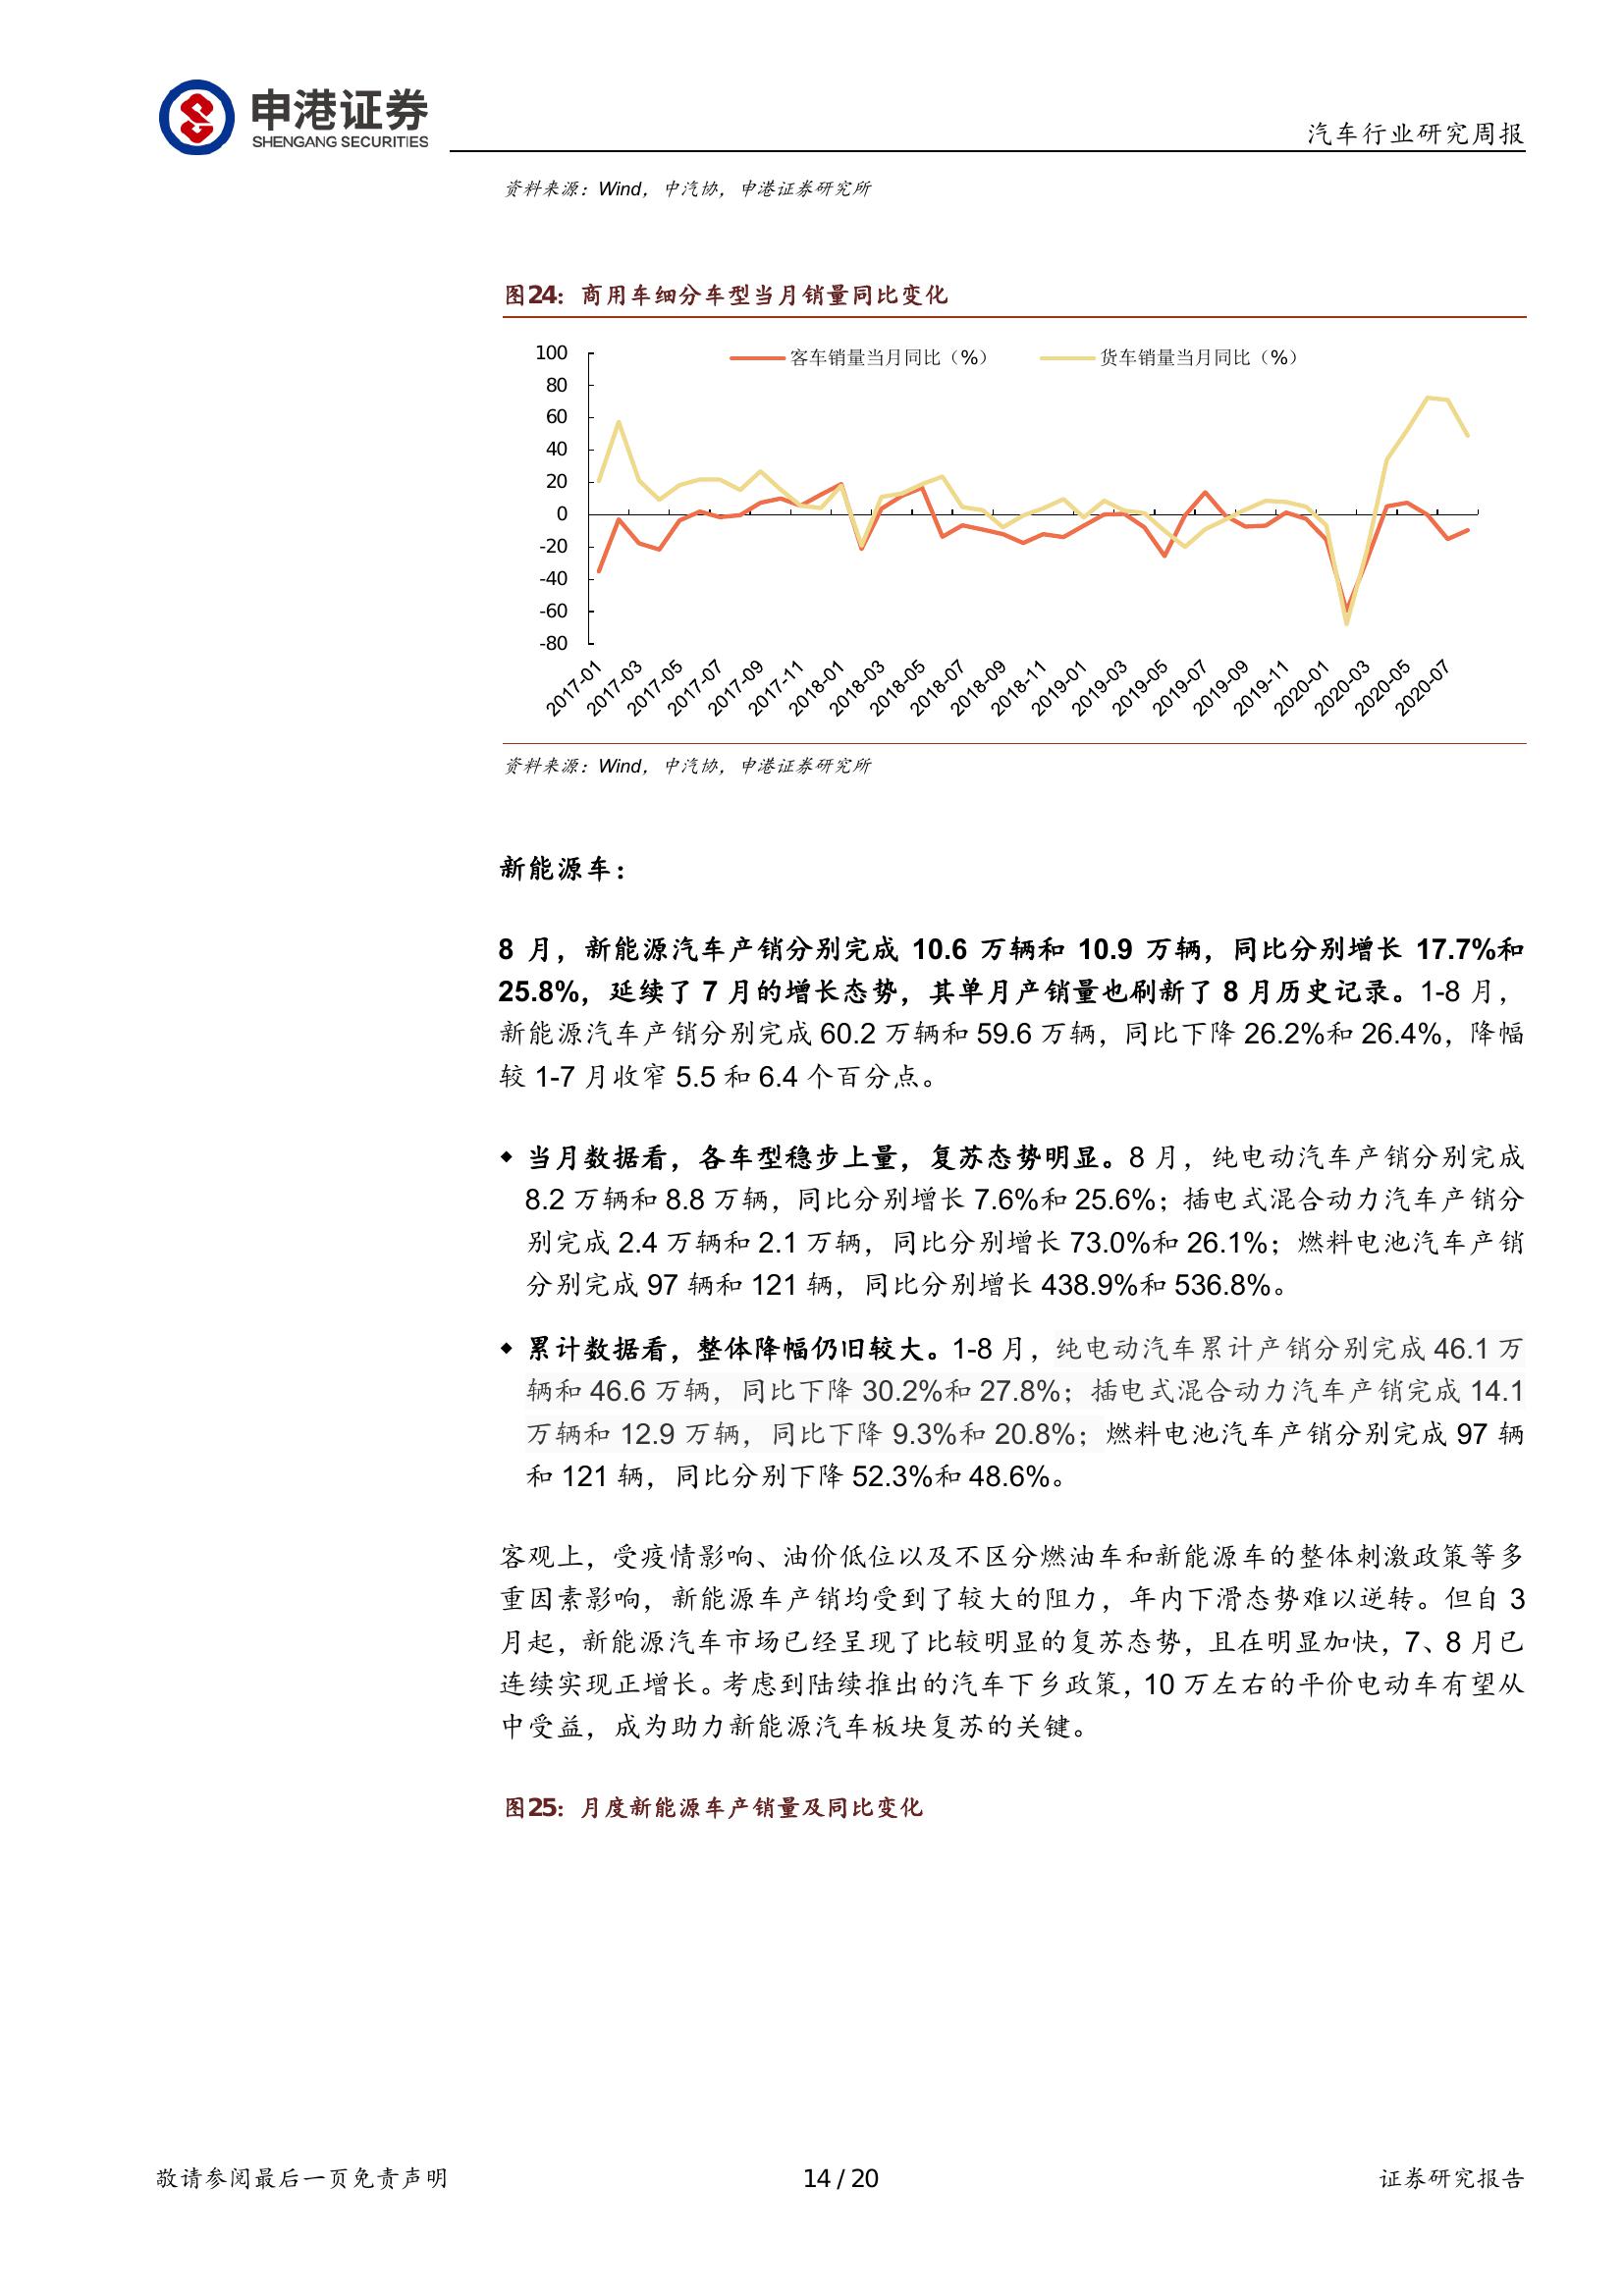 申港证券
SHENGANG SECURITIES
汽车行业研究周报
资料来源：Wind，中汽协，申港证券研究所
图24：商用车细分车型当月销量同比变化
客车销量当月同比（%）
货车销量当月同比（%）
100
80
60
40
20
0
-20
-40
-60
-80
2017-01
2017-03
2017-05
2017-07
2017-09
2017-11
2018-01
2018-03
2018-05
2018-07
2018-09
2018-11
2019-01
2019-03
2019-05
2019-07
2019-09
2019-11
2020-01
2020-03
2020-05
2020-07
资料来源：Wind，中汽协，申港证券研究所
新能源车：
8 月，新能源汽车产销分别完成 10.6 万辆和 10.9 万辆，同比分别增长 17.7%和
25.8%，延续了 7 月的增长态势，其单月产销量也刷新了 8 月历史记录。1-8 月，
新能源汽车产销分别完成 60.2 万辆和 59.6 万辆，同比下降 26.2%和 26.4%，降幅
较 1-7 月收窄 5.5 和 6.4 个百分点。
◆ 当月数据看，各车型稳步上量，复苏态势明显。8 月，纯电动汽车产销分别完成
8.2 万辆和 8.8 万辆，同比分别增长 7.6%和 25.6%；插电式混合动力汽车产销分
别完成 2.4 万辆和 2.1 万辆，同比分别增长 73.0%和 26.1%；燃料电池汽车产销
分别完成 97 辆和 121 辆，同比分别增长 438.9%和 536.8%。
◆ 累计数据看，整体降幅仍旧较大。1-8 月，纯电动汽车累计产销分别完成 46.1 万
辆和 46.6 万辆，同比下降 30.2%和 27.8%；插电式混合动力汽车产销完成 14.1
万辆和 12.9 万辆，同比下降 9.3%和 20.8%；燃料电池汽车产销分别完成 97 辆
和 121 辆，同比分别下降 52.3%和 48.6%。
客观上，受疫情影响、油价低位以及不区分燃油车和新能源车的整体刺激政策等多
重因素影响，新能源车产销均受到了较大的阻力，年内下滑态势难以逆转。但自 3
月起，新能源汽车市场已经呈现了比较明显的复苏态势，且在明显加快，7、8 月已
连续实现正增长。考虑到陆续推出的汽车下乡政策，10 万左右的平价电动车有望从
中受益，成为助力新能源汽车板块复苏的关键。
图25：月度新能源车产销量及同比变化
敬请参阅最后一页免责声明
14 / 20
证券研究报告